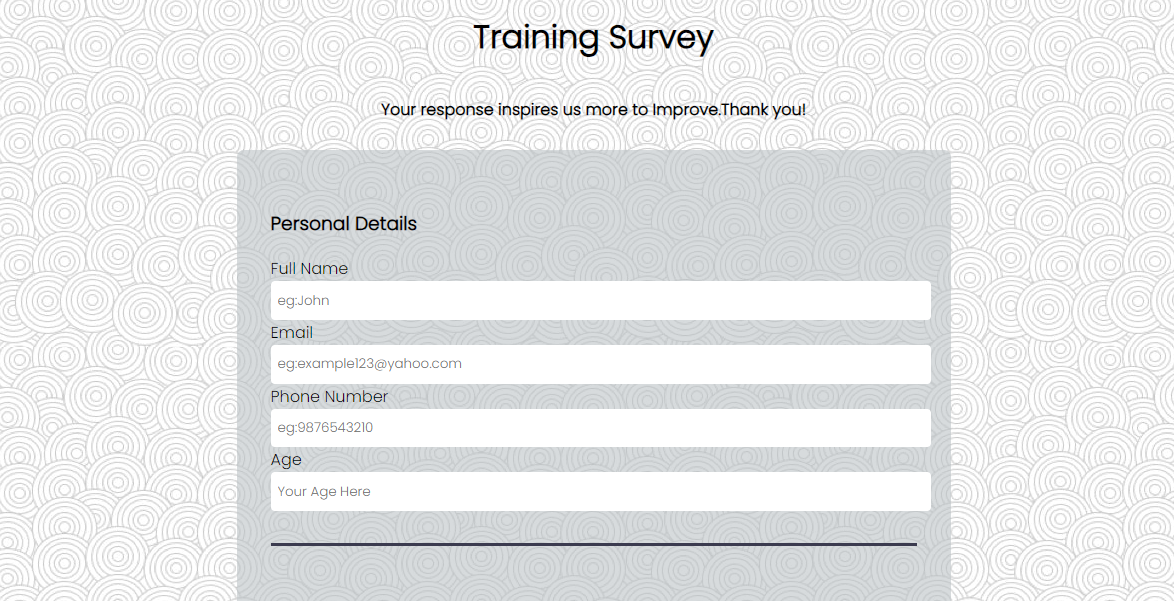 Training Survey
Your response inspires us more to Improve.Thank you!
Personal Details
Full Name
eg:John
Email
eg:example123@yahoo.com
Phone Number
eg:9876543210
Age
Your Age Here